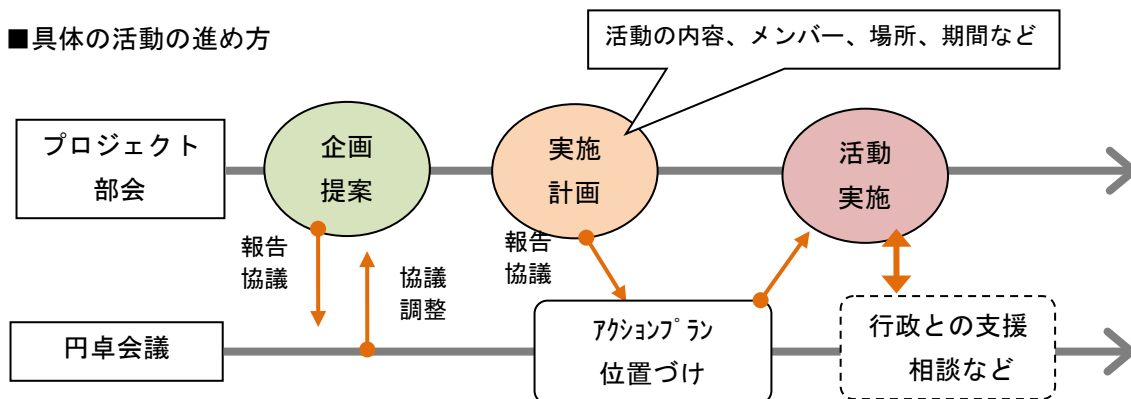 ■具体の活動の進め方
活動の内容、メンバー、場所、期間など
プロジェクト
部会
企画
提案
実施
計画
活動
実施
報告
協議
協議
調整
報告
協議
円卓会議
ｱｸｼｮﾝﾌﾟﾗﾝ
位置づけ
行政との支援
相談など